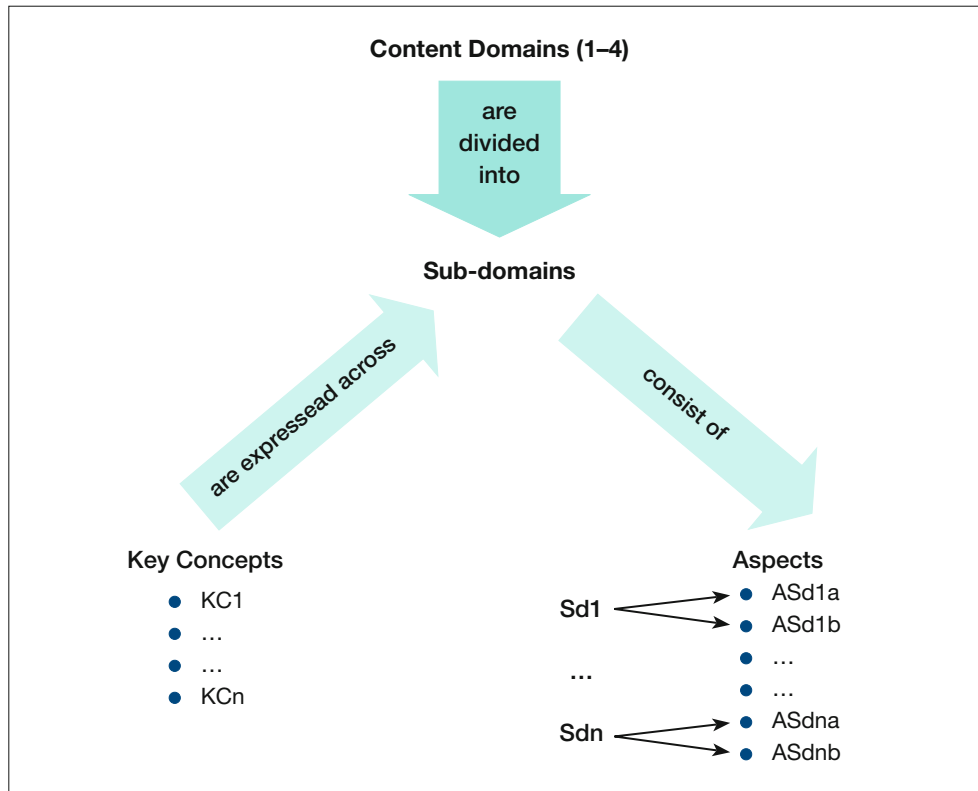 Content Domains (1–4)
are
divided
into
Sub-domains
are expressead across
consist of
Key Concepts
KC1
...
...
KCn
Aspects
Sd1
ASd1a
ASd1b
...
...
...
Sdn
ASdna
ASdnb